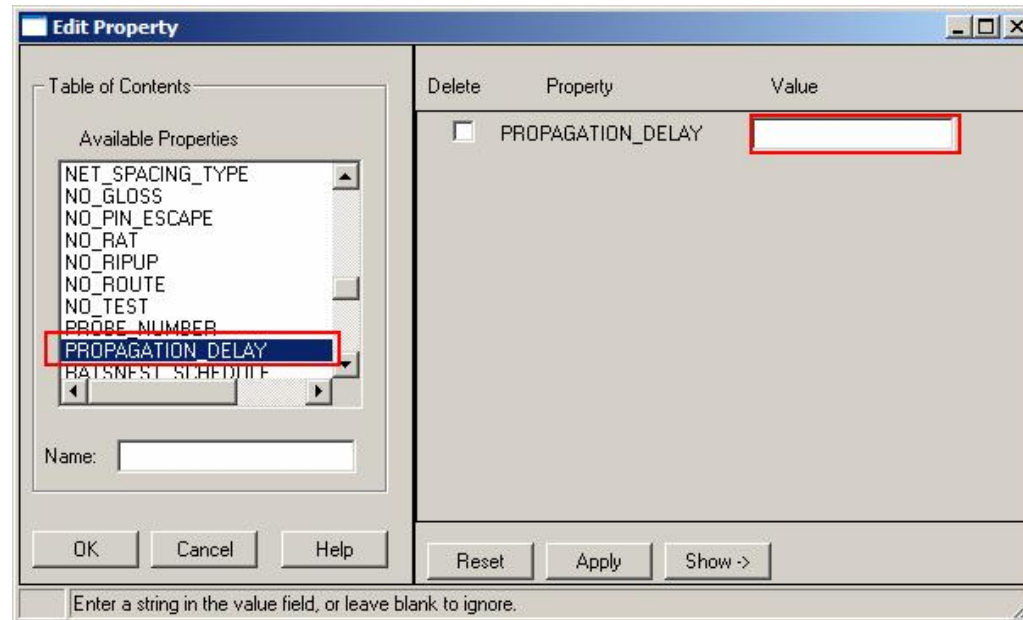 Edit Property
Table of Contents
Available Properties
NET_SPACING_TYPE
NO_GLOSS
NO_PIN_ESCAPE
NO_RAT
NO_RIPUP
NO_ROUTE
NO_TEST
PROBE_NUMBER
PROPAGATION_DELAY
RATSNEST_SCHEDULE
Name:
OK Cancel Help
Delete Property Value
PROPAGATION_DELAY
Reset Apply Show ->
Enter a string in the value field, or leave blank to ignore.